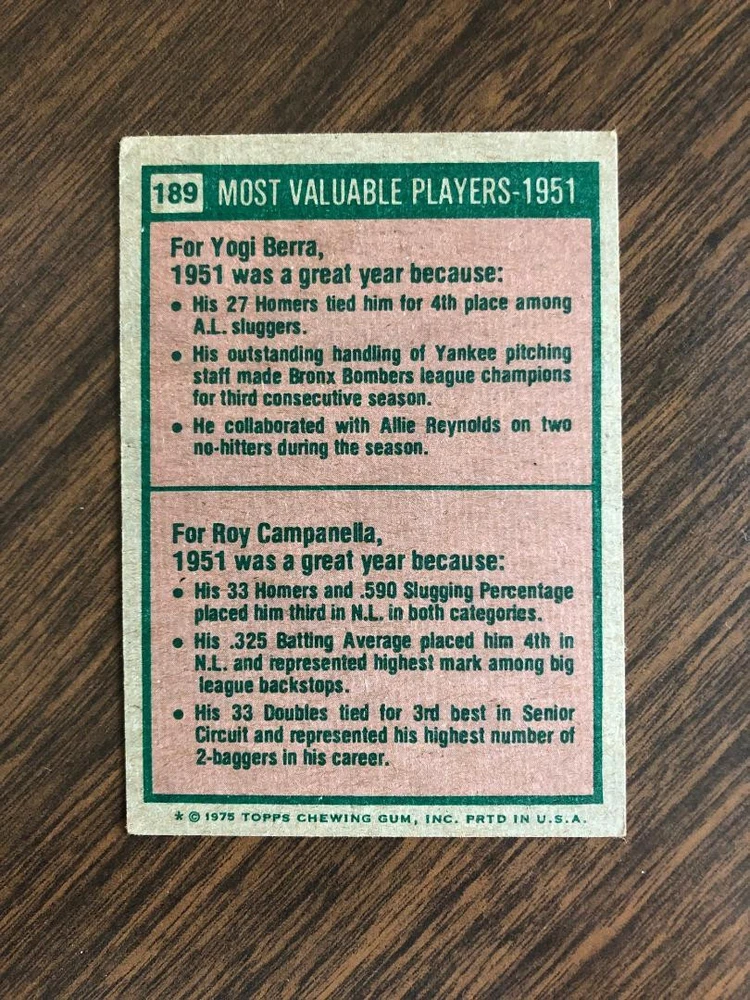 189 MOST VALUABLE PLAYERS-1951
For Yogi Berra,
1951 was a great year because:
• His 27 Homers tied him for 4th place among
A.L. sluggers.
• His outstanding handling of Yankee pitching
staff made Bronx Bombers league champions
for third consecutive season.
• He collaborated with Allie Reynolds on two
no-hitters during the season.
For Roy Campanella,
1951 was a great year because:
• His 33 Homers and .590 Slugging Percentage
placed him third in N.L. in both categories.
• His .325 Batting Average placed him 4th in
N.L. and represented highest mark among big
league backstops.
• His 33 Doubles tied for 3rd best in Senior
Circuit and represented his highest number of
2-baggers in his career.
* © 1975 TOPPS CHEWING GUM, INC. PRTD IN U.S.A.